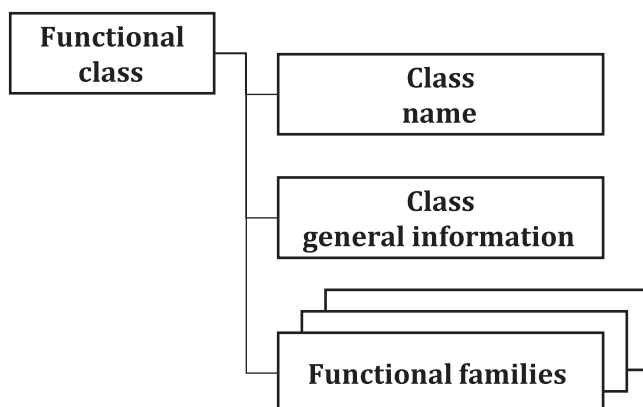 Functional
class
Class
name
Class
general information
Functional families